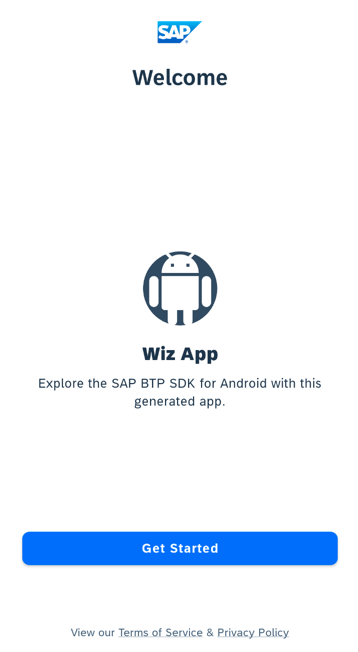 SAP
Welcome
Wiz App
Explore the SAP BTP SDK for Android with this
generated app.
Get Started
View our Terms of Service & Privacy Policy